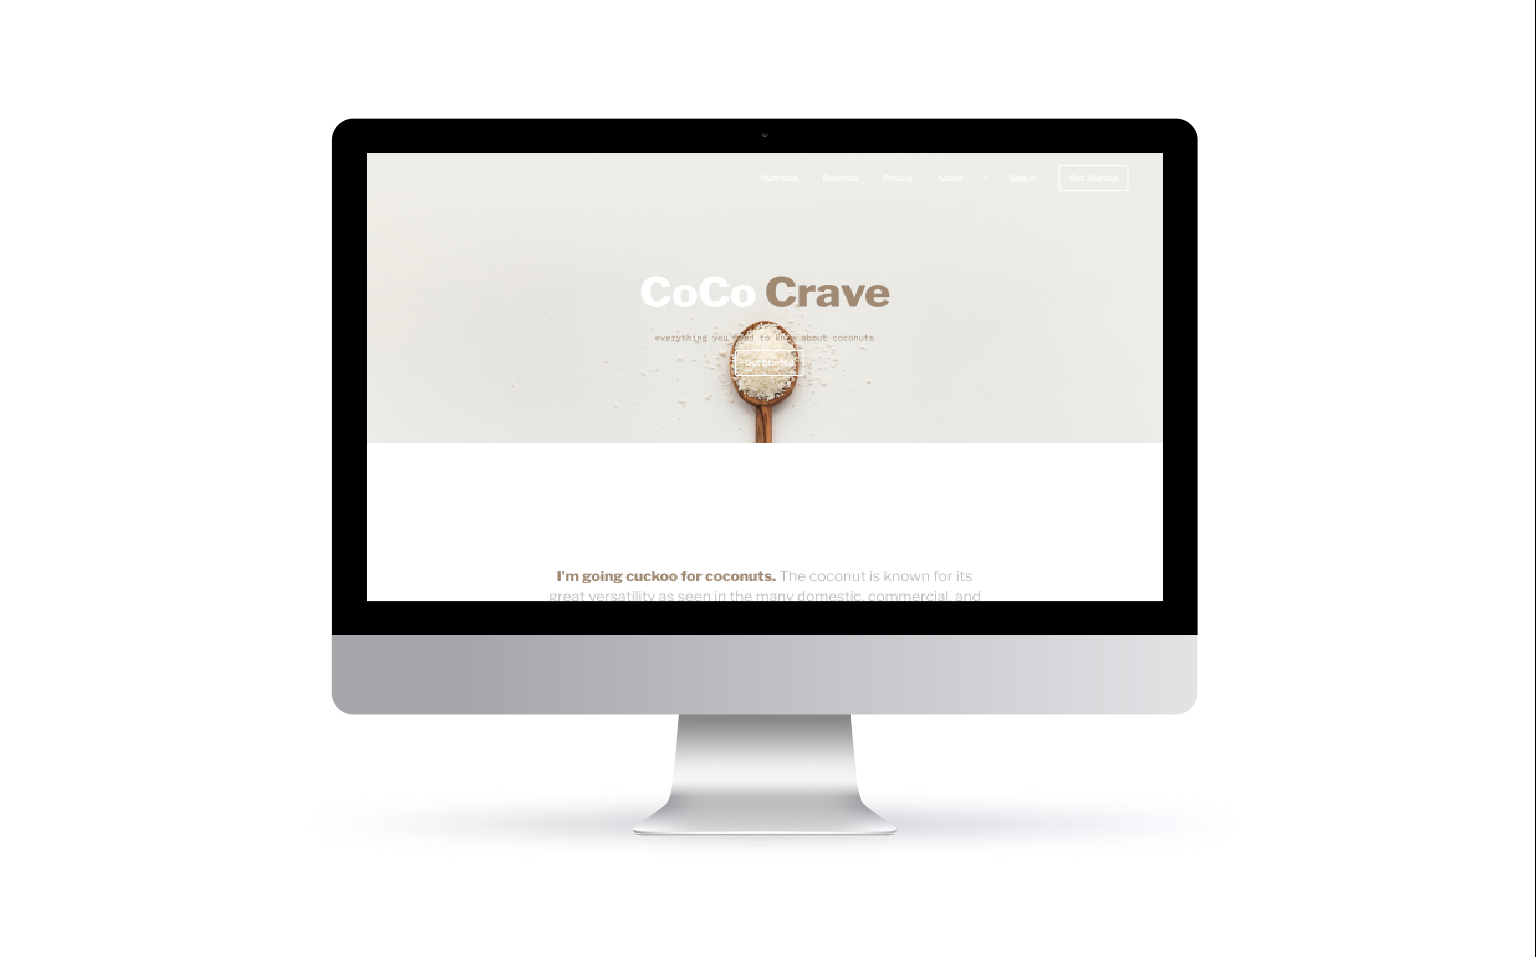 Nutrition Benefits Pricing About Sign in Get Started
CoCo Crave
everything you need to know about coconuts
Get Started
I'm going cuckoo for coconuts. The coconut is known for its
great versatility as seen in the many domestic, commercial, and